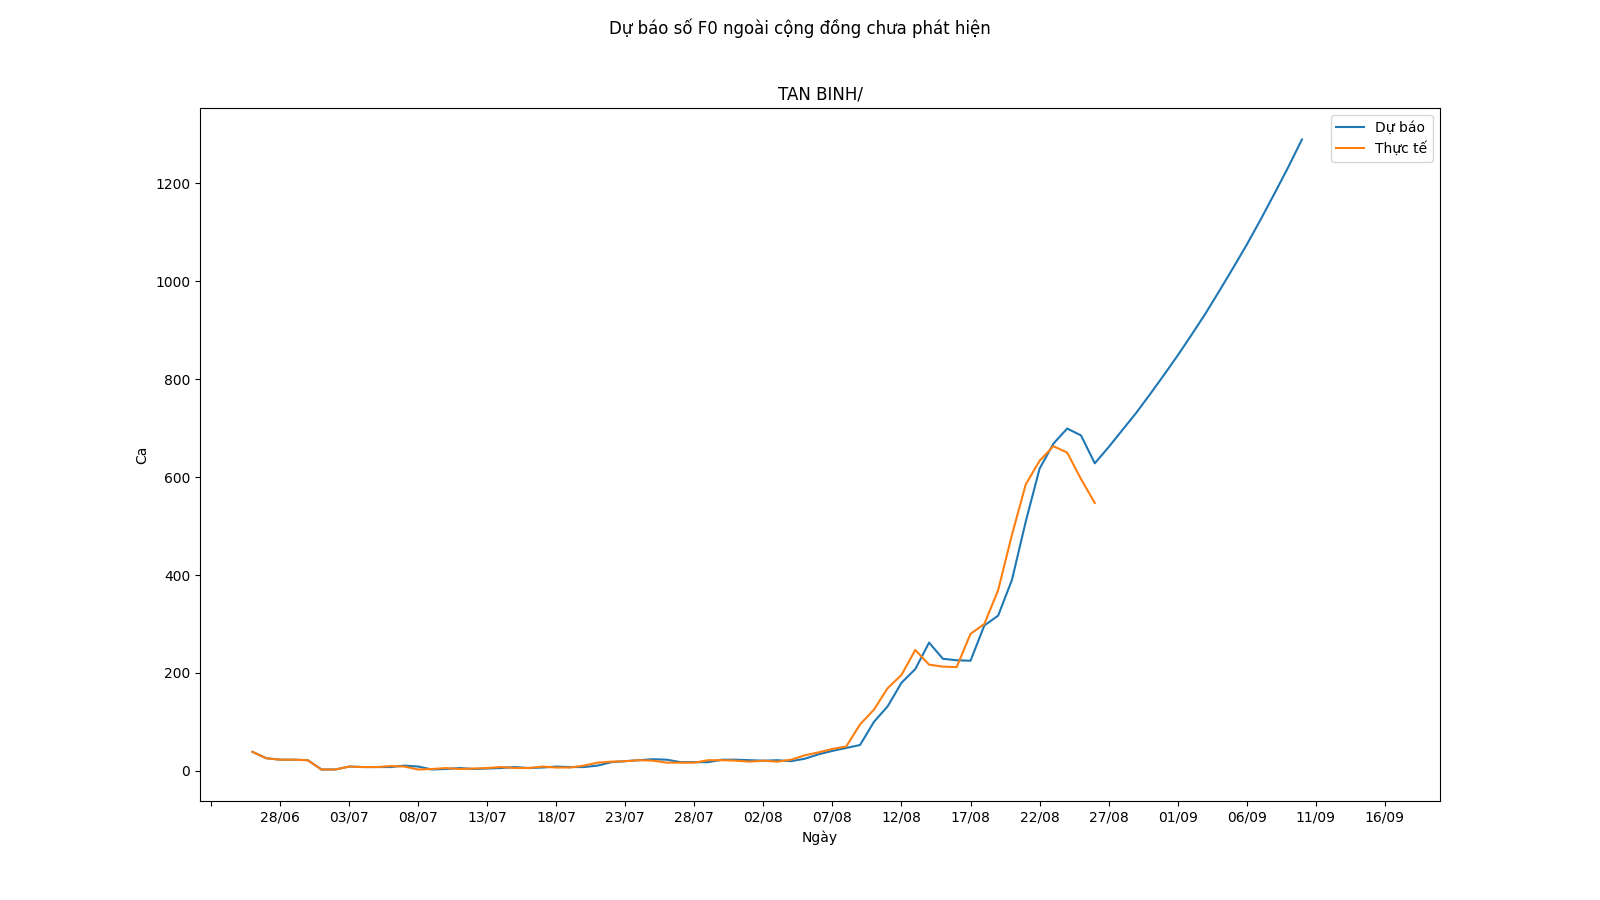 Dự báo số F0 ngoài cộng đồng chưa phát hiện
TAN BINH/
Dự báo
Thực tế
1200
1000
800
600
400
200
0
Ca
28/06 03/07 08/07 13/07 18/07 23/07 28/07 02/08 07/08 12/08 17/08 22/08 27/08 01/09 06/09 11/09 16/09
Ngày